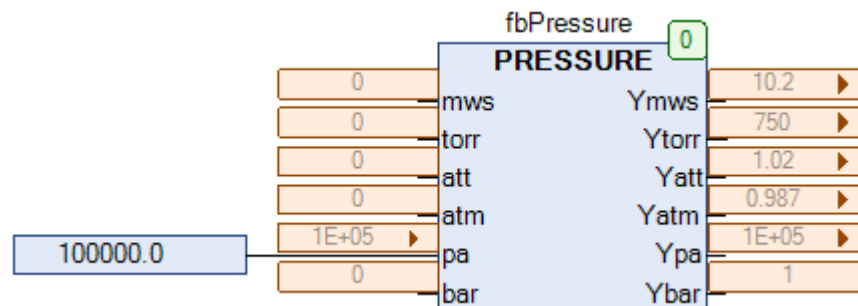 fbPressure
0
PRESSURE
0 mws Ymws 10.2
0 torr Ytorr 750
0 att Yatt 1.02
0 atm Yatm 0.987
100000.0 1E+05 pa Ypa 1E+05
0 bar Ybar 1